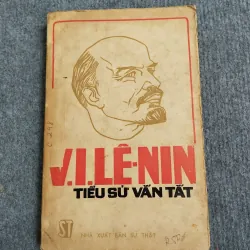 V.I.LÊ-NIN
TIỂU SỬ VẮN TẮT
ST
NHÀ XUẤT BẢN SỰ THẬT